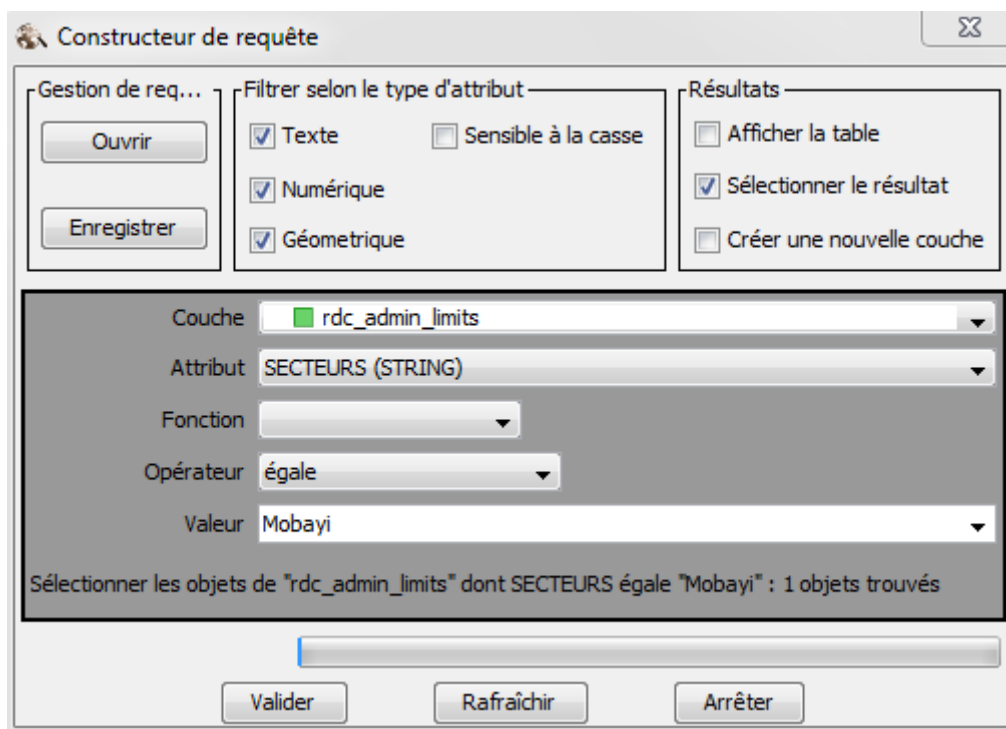 Constructeur de requête
Gestion de req...
Ouvrir
Enregistrer
Filtrer selon le type d'attribut
Texte
Sensible à la casse
Numérique
Géometrique
Résultats
Afficher la table
Sélectionner le résultat
Créer une nouvelle couche
Couche rdc_admin_limits
Attribut SECTEURS (STRING)
Fonction
Opérateur égale
Valeur Mobayi
Sélectionner les objets de "rdc_admin_limits" dont SECTEURS égale "Mobayi" : 1 objets trouvés
Valider Rafraîchir Arrêter